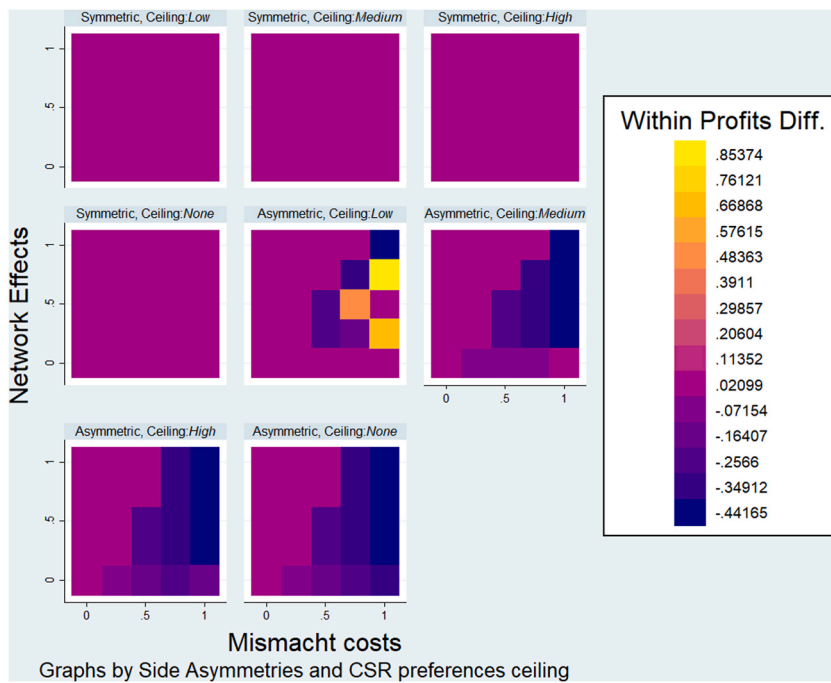 Symmetric, Ceiling:Low
Symmetric, Ceiling:Medium
Symmetric, Ceiling:High
0 .5 1
Symmetric, Ceiling:None
Asymmetric, Ceiling:Low
Asymmetric, Ceiling:Medium
0 .5 1
0 .5 1
Asymmetric, Ceiling:High
Asymmetric, Ceiling:None
0 .5 1
0 .5 1
0 .5 1
Network Effects
Mismacht costs
Graphs by Side Asymmetries and CSR preferences ceiling
Within Profits Diff.
.85374
.76121
.66868
.57615
.48363
.3911
.29857
.20604
.11352
.02099
-.07154
-.16407
-.2566
-.34912
-.44165